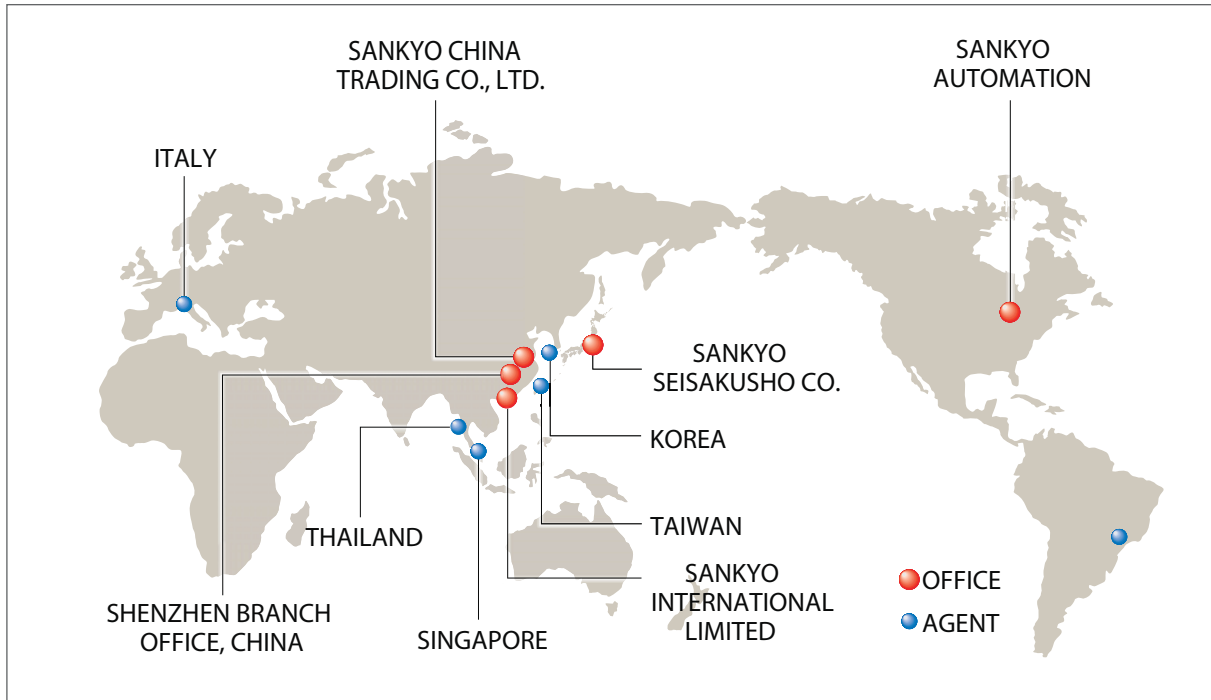 SANKYO CHINA
TRADING CO., LTD.
SANKYO
AUTOMATION
ITALY
SANKYO
SEISAKUSHO CO.
KOREA
THAILAND
TAIWAN
SHENZHEN BRANCH
OFFICE, CHINA
SINGAPORE
SANKYO
INTERNATIONAL
LIMITED
OFFICE
AGENT